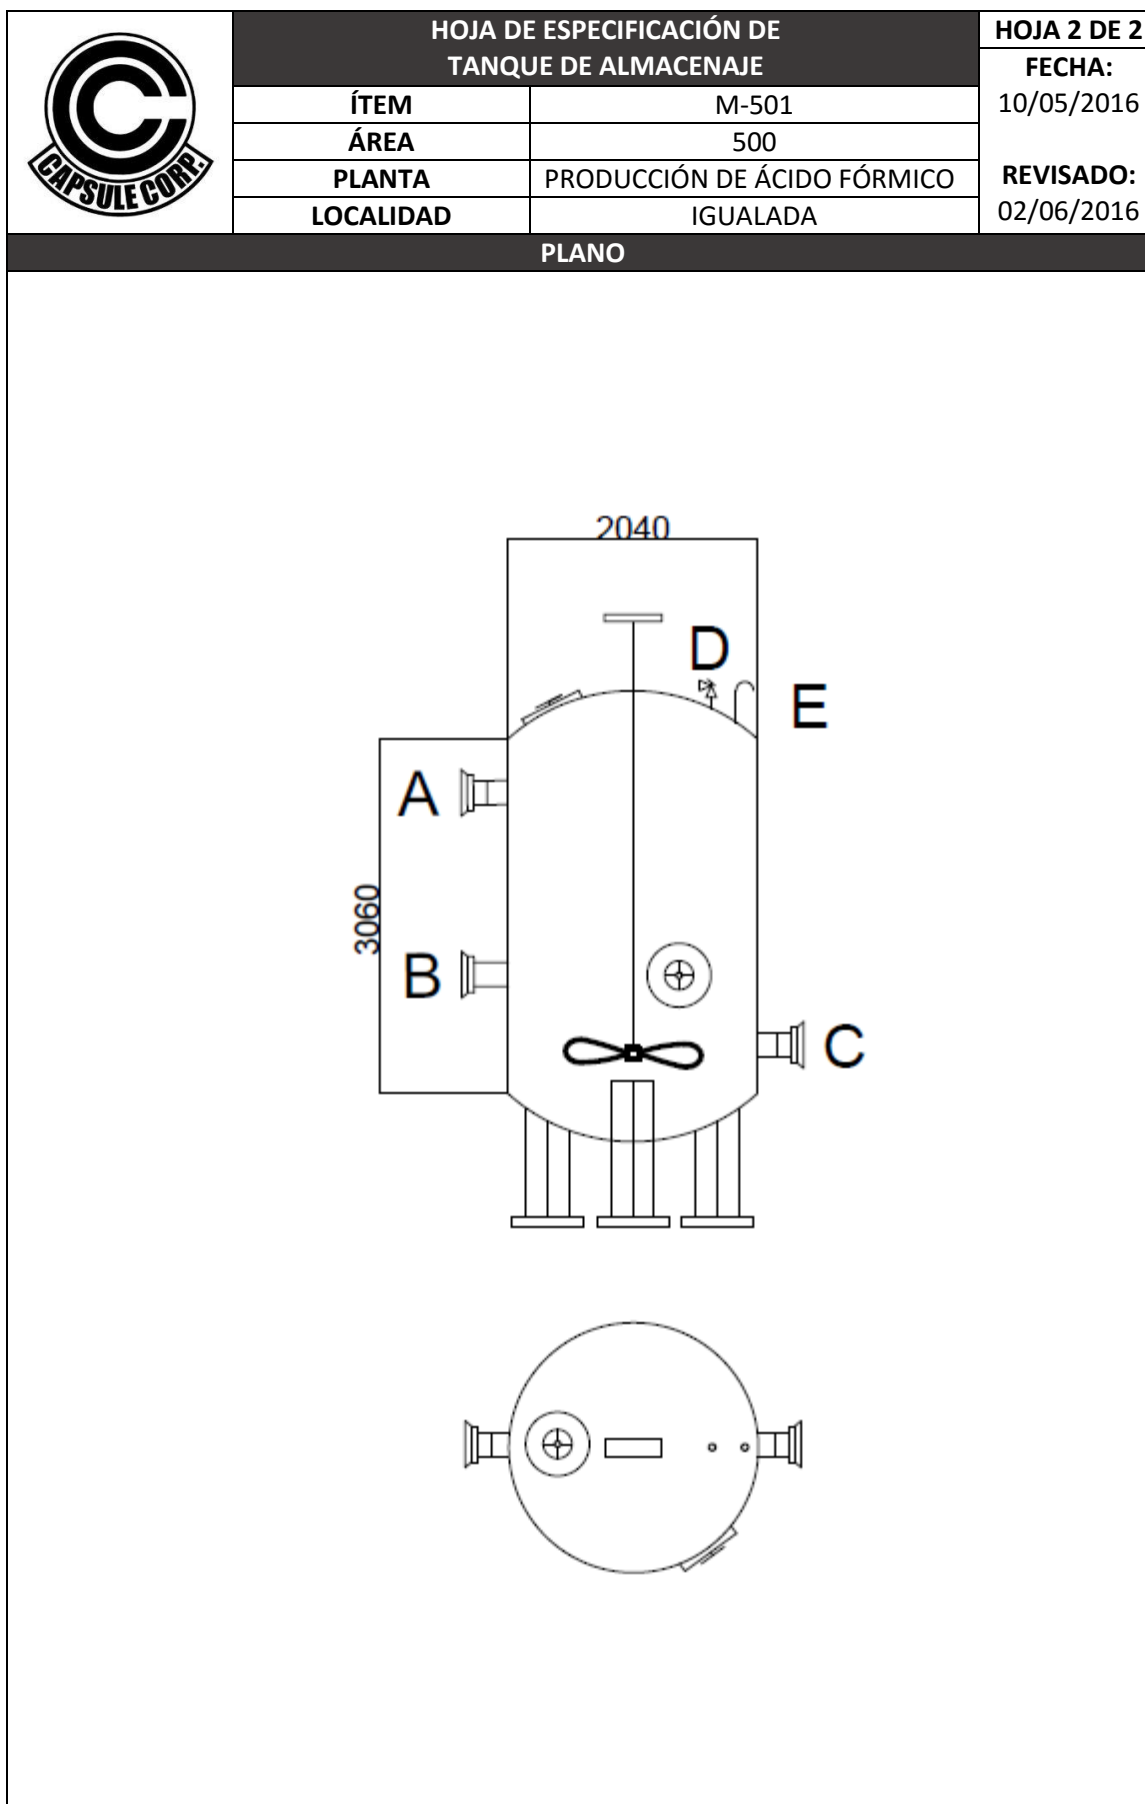 CAPSULE CORP.
HOJA DE ESPECIFICACIÓN DE
TANQUE DE ALMACENAJE
HOJA 2 DE 2
FECHA:
10/05/2016
ÍTEM M-501
ÁREA 500
PLANTA PRODUCCIÓN DE ÁCIDO FÓRMICO
REVISADO:
LOCALIDAD IGUALADA
02/06/2016
PLANO
2040
D
E
A
3060
B
C